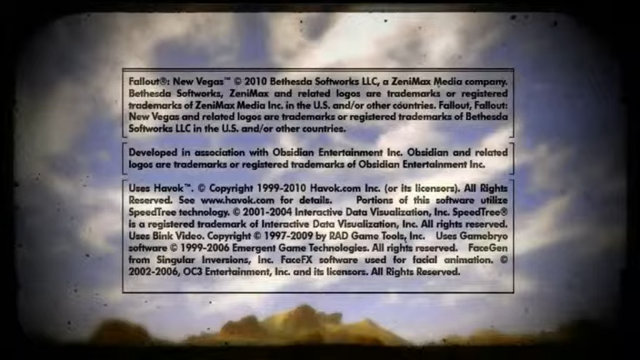 Fallout®: New Vegas™ © 2010 Bethesda Softworks LLC, a ZeniMax Media company.
Bethesda Softworks, ZeniMax and related logos are trademarks or registered
trademarks of ZeniMax Media Inc. in the U.S. and/or other countries. Fallout, Fallout:
New Vegas and related logos are trademarks or registered trademarks of Bethesda
Softworks LLC in the U.S. and/or other countries.
Developed in association with Obsidian Entertainment Inc. Obsidian and related
logos are trademarks or registered trademarks of Obsidian Entertainment Inc.
Uses Havok™. © Copyright 1999-2010 Havok.com Inc. (or its licensors). All Rights
Reserved. See www.havok.com for details. Portions of this software utilize
SpeedTree technology. © 2001-2004 Interactive Data Visualization, Inc. SpeedTree®
is a registered trademark of Interactive Data Visualization, Inc. All rights reserved.
Uses Bink Video. Copyright © 1997-2009 by RAD Game Tools, Inc. Uses Gamebryo
software © 1999-2006 Emergent Game Technologies. All rights reserved. FaceGen
from Singular Inversions, Inc. FaceFX software used for facial animation. ©
2002-2006, OC3 Entertainment, Inc. and its licensors. All Rights Reserved.